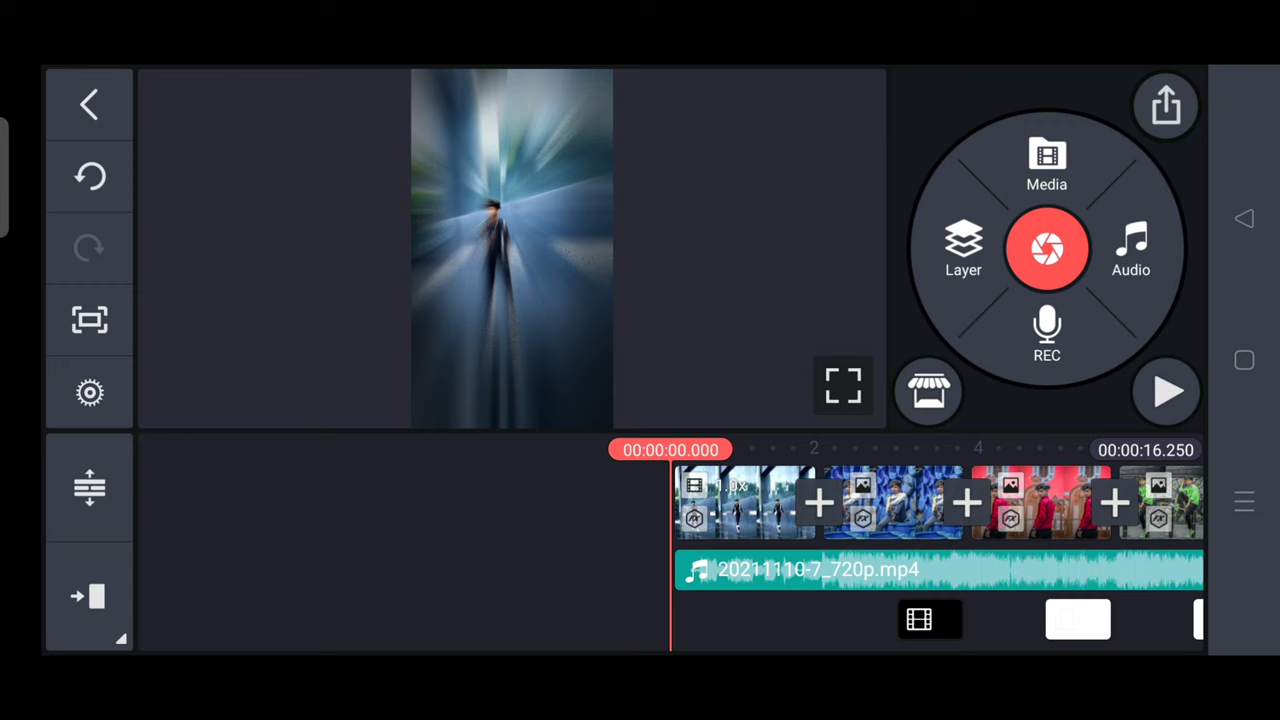 Media
Layer
Audio
REC
00:00:00.000
2
4
00:00:16.250
1.0x
20211110-7_720p.mp4